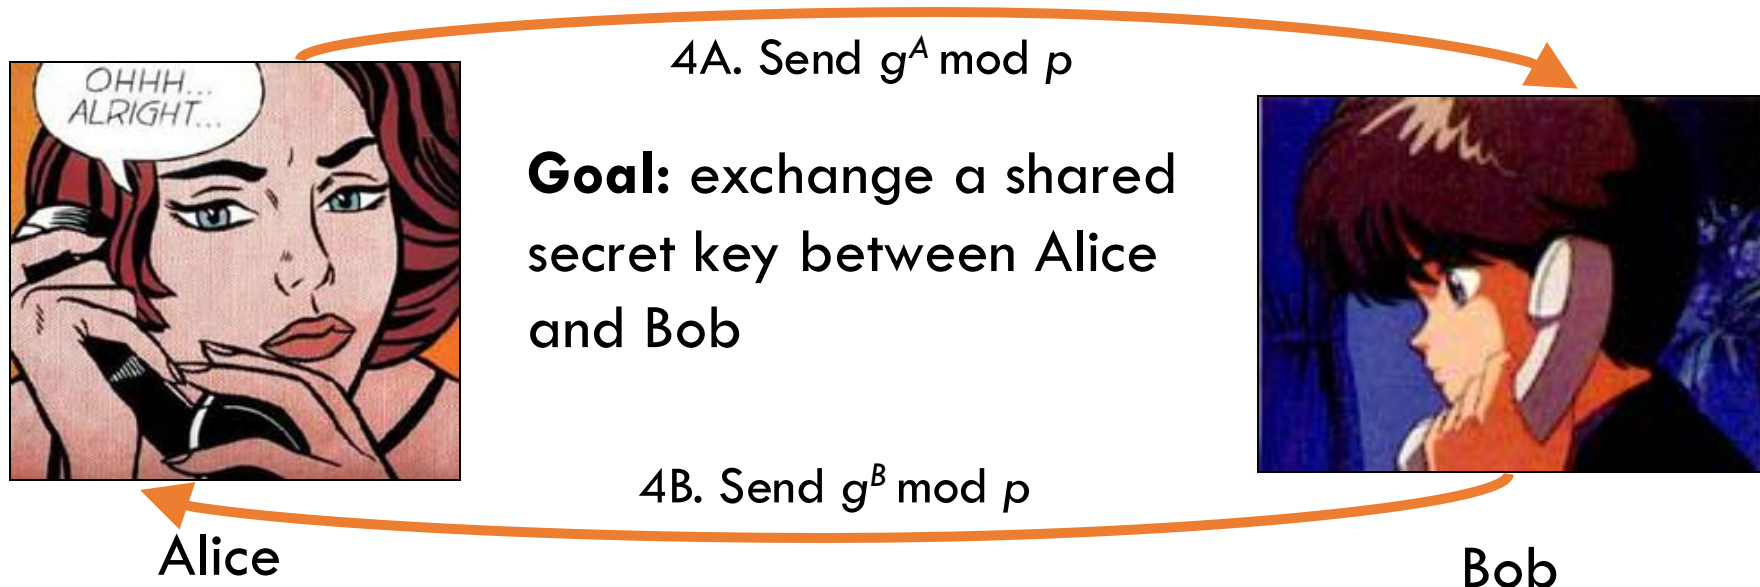 4A. Send g^A mod p
OHHH...
ALRIGHT...
Goal: exchange a shared
secret key between Alice
and Bob
4B. Send g^B mod p
Alice
Bob